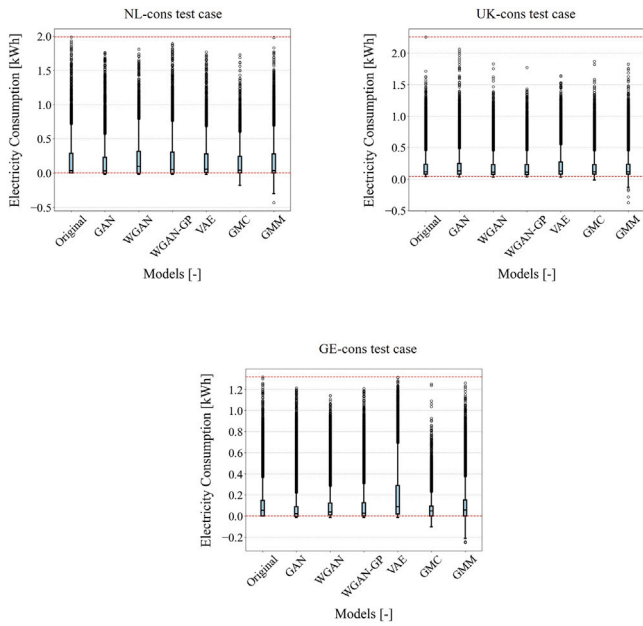 NL-cons test case
Electricity Consumption [kWh]
2.0
1.5
1.0
0.5
0.0
−0.5
Original
GAN
WGAN
WGAN-GP
VAE
GMC
GMM
Models [-]
UK-cons test case
Electricity Consumption [kWh]
2.0
1.5
1.0
0.5
0.0
−0.5
Original
GAN
WGAN
WGAN-GP
VAE
GMC
GMM
Models [-]
GE-cons test case
Electricity Consumption [kWh]
1.2
1.0
0.8
0.6
0.4
0.2
0.0
−0.2
Original
GAN
WGAN
WGAN-GP
VAE
GMC
GMM
Models [-]